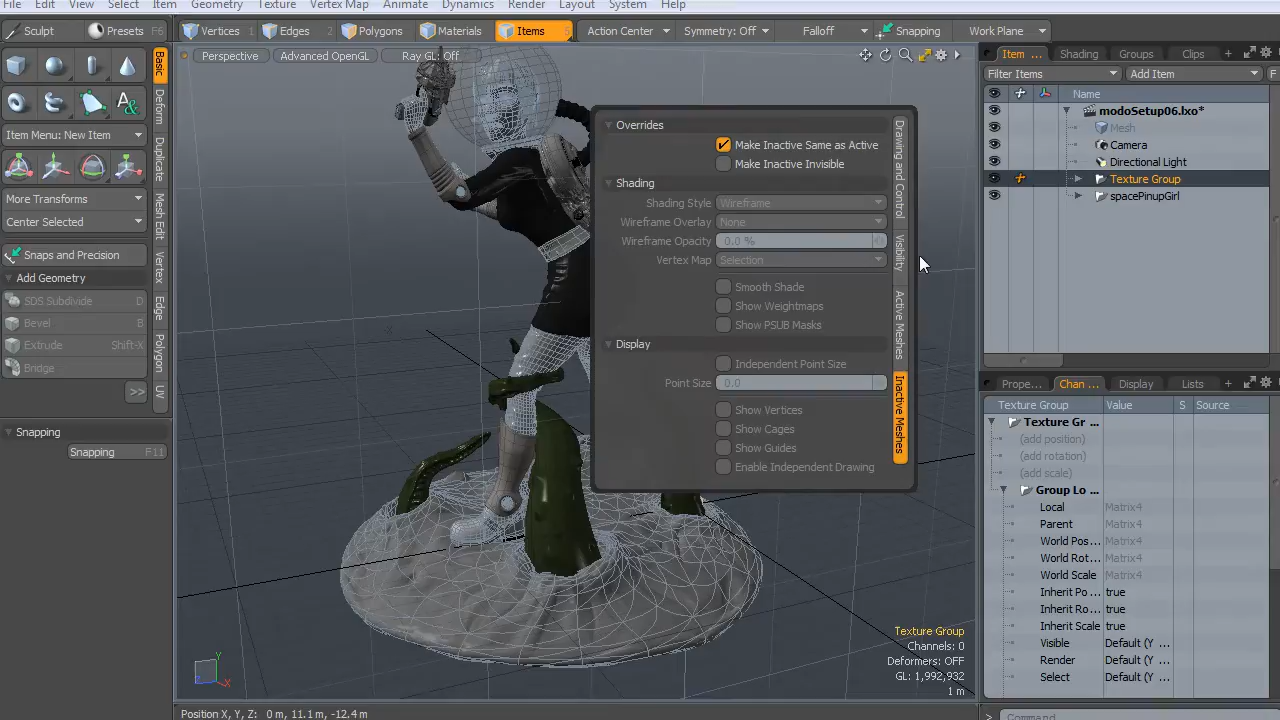 File Edit View Select Item Geometry Texture Vertex Map Animate Dynamics Render Layout System Help
Sculpt Presets F6 Vertices 1 Edges 2 Polygons Materials Items 5 Action Center Symmetry: Off Falloff Snapping Work Plane
Perspective Advanced OpenGL Ray GL: Off
Item ... Shading Groups Clips +
Filter Items Add Item F
Name
modoSetup06.lxo*
Mesh
Camera
Directional Light
Texture Group
spacePinupGirl
Basic
Deform
Duplicate
Mesh Edit
Vertex
Edge
Polygon
UV
Item Menu: New Item
More Transforms
Center Selected
Snaps and Precision
Add Geometry
SDS Subdivide D
Bevel B
Extrude Shift-X
Bridge
>>
Snapping
Snapping F11
Overrides
Make Inactive Same as Active
Make Inactive Invisible
Shading
Shading Style Wireframe
Wireframe Overlay None
Wireframe Opacity 0.0 %
Vertex Map Selection
Smooth Shade
Show Weightmaps
Show PSUB Masks
Display
Independent Point Size
Point Size 0.0
Show Vertices
Show Cages
Show Guides
Enable Independent Drawing
Drawing and Control
Visibility
Active Meshes
Inactive Meshes
Prope... Chan ... Display Lists +
Texture Group Value S Source
Texture Gr ...
(add position)
(add rotation)
(add scale)
Group Lo ...
Local Matrix4
Parent Matrix4
World Pos... Matrix4
World Rot... Matrix4
World Scale Matrix4
Inherit Po ... true
Inherit Ro ... true
Inherit Scale true
Visible Default (Y ...
Render Default (Y ...
Select Default (Y ...
Texture Group
Channels: 0
Deformers: OFF
GL: 1,992,932
1 m
Y
Z
X
Position X, Y, Z: 0 m, 11.1 m, -12.4 m
> Command